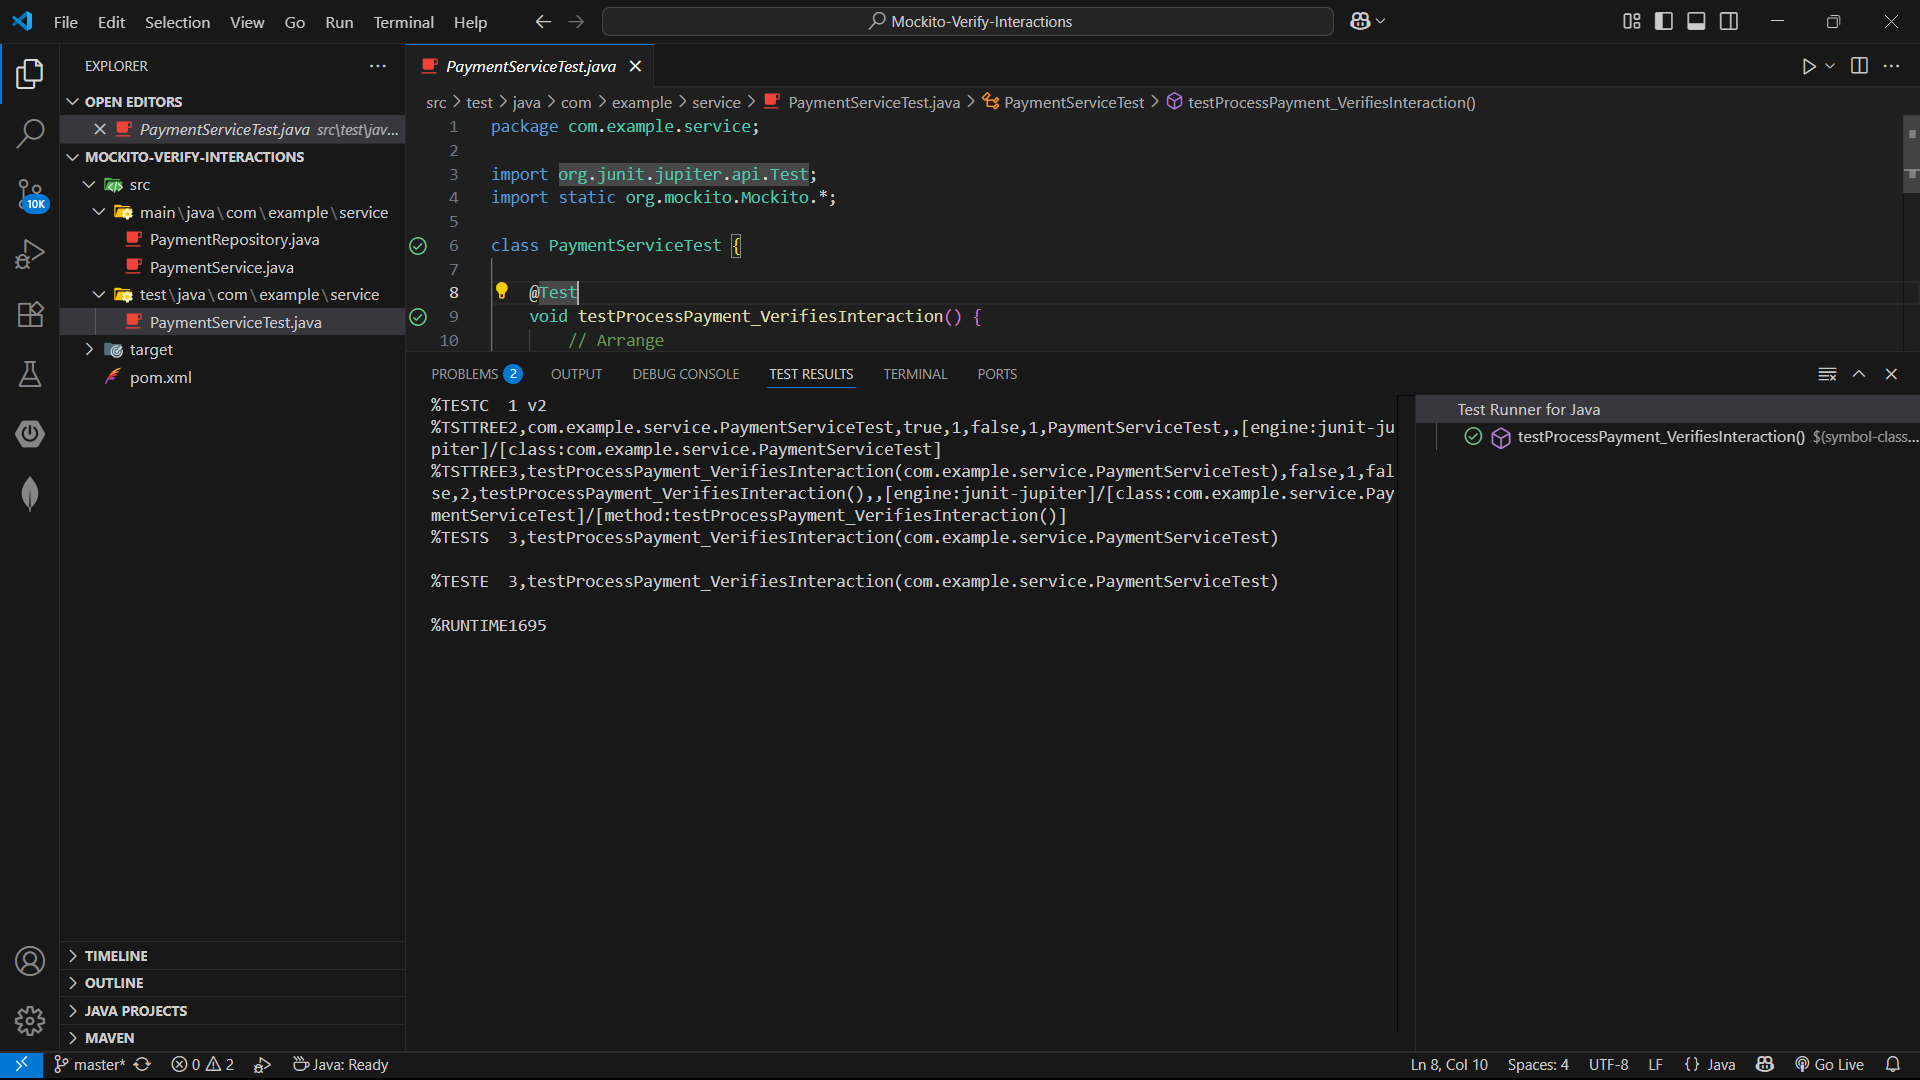 File Edit Selection View Go Run Terminal Help
Mockito-Verify-Interactions
EXPLORER
OPEN EDITORS
PaymentServiceTest.java src\test\jav...
MOCKITO-VERIFY-INTERACTIONS
src
main\java\com\example\service
PaymentRepository.java
PaymentService.java
test\java\com\example\service
PaymentServiceTest.java
target
pom.xml
10K
TIMELINE
OUTLINE
JAVA PROJECTS
MAVEN
PaymentServiceTest.java
src > test > java > com > example > service > PaymentServiceTest.java > PaymentServiceTest > testProcessPayment_VerifiesInteraction()
1 package com.example.service;
2
3 import org.junit.jupiter.api.Test;
4 import static org.mockito.Mockito.*;
5
6 class PaymentServiceTest {
7
8 @Test
9 void testProcessPayment_VerifiesInteraction() {
10 // Arrange
PROBLEMS 2 OUTPUT DEBUG CONSOLE TEST RESULTS TERMINAL PORTS
%TESTC 1 v2
%TSTTREE2,com.example.service.PaymentServiceTest,true,1,false,1,PaymentServiceTest,,[engine:junit-ju
piter]/[class:com.example.service.PaymentServiceTest]
%TSTTREE3,testProcessPayment_VerifiesInteraction(com.example.service.PaymentServiceTest),false,1,fal
se,2,testProcessPayment_VerifiesInteraction(),,[engine:junit-jupiter]/[class:com.example.service.Pay
mentServiceTest]/[method:testProcessPayment_VerifiesInteraction()]
%TESTS 3,testProcessPayment_VerifiesInteraction(com.example.service.PaymentServiceTest)
%TESTE 3,testProcessPayment_VerifiesInteraction(com.example.service.PaymentServiceTest)
%RUNTIME1695
Test Runner for Java
testProcessPayment_VerifiesInteraction() $(symbol-class...
master* 0 2 Java: Ready
Ln 8, Col 10 Spaces: 4 UTF-8 LF {} Java Go Live